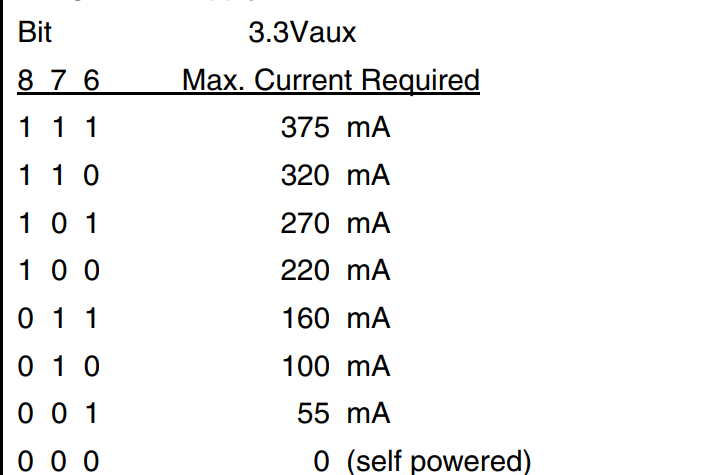 Bit 3.3Vaux
8 7 6 Max. Current Required
1 1 1 375 mA
1 1 0 320 mA
1 0 1 270 mA
1 0 0 220 mA
0 1 1 160 mA
0 1 0 100 mA
0 0 1 55 mA
0 0 0 0 (self powered)